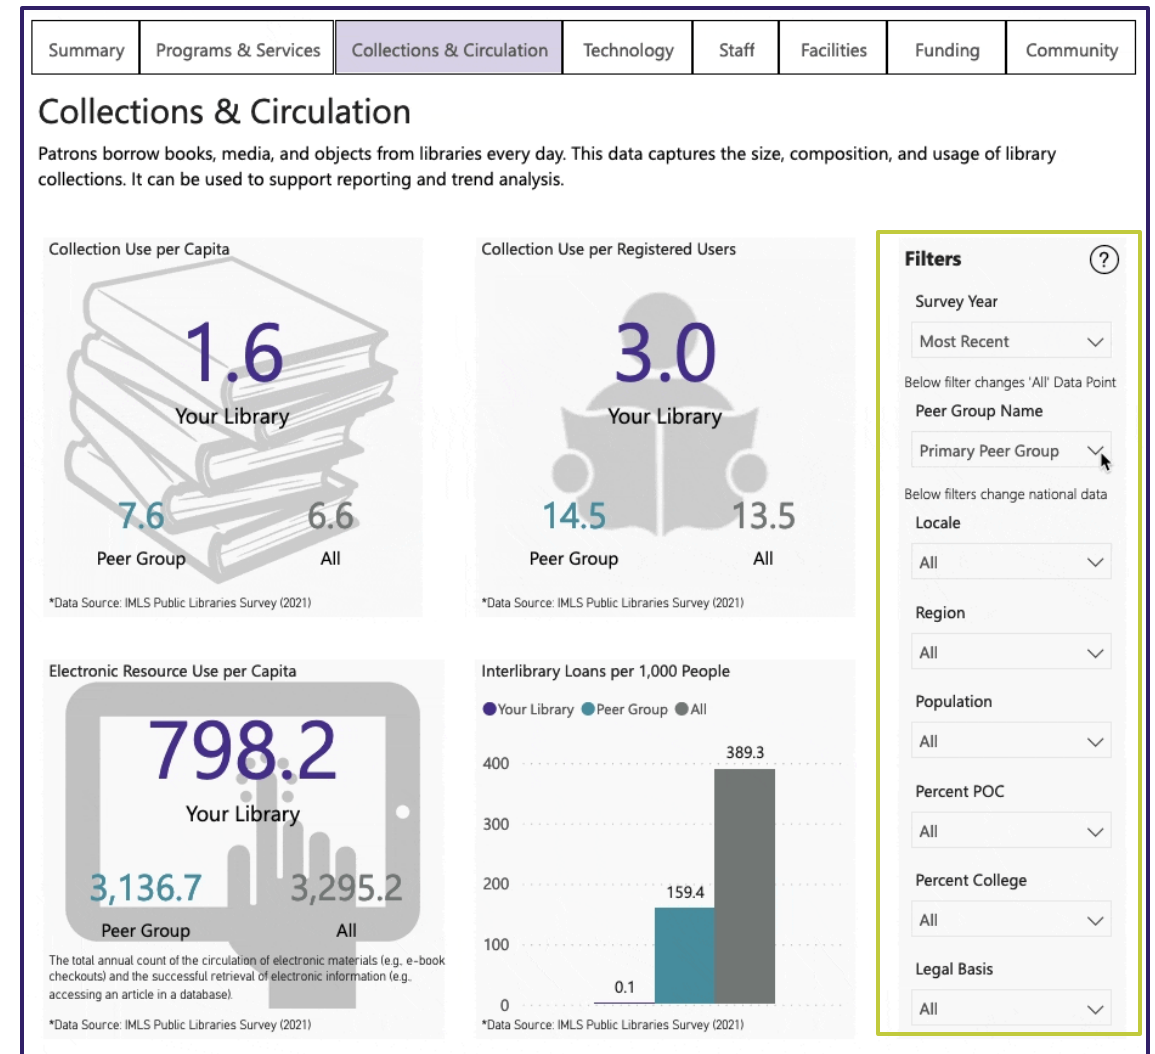 Summary
Programs & Services
Collections & Circulation
Technology
Staff
Facilities
Funding
Community
Collections & Circulation
Patrons borrow books, media, and objects from libraries every day. This data captures the size, composition, and usage of library
collections. It can be used to support reporting and trend analysis.
Collection Use per Capita
1.6
Your Library
7.6
6.6
Peer Group
All
*Data Source: IMLS Public Libraries Survey (2021)
Collection Use per Registered Users
3.0
Your Library
14.5
13.5
Peer Group
All
*Data Source: IMLS Public Libraries Survey (2021)
Electronic Resource Use per Capita
798.2
Your Library
3,136.7
3,295.2
Peer Group
All
The total annual count of the circulation of electronic materials (e.g., e-book
checkouts) and the successful retrieval of electronic information (e.g.,
accessing an article in a database).
*Data Source: IMLS Public Libraries Survey (2021)
Interlibrary Loans per 1,000 People
Your Library
Peer Group
All
400
300
200
100
0
0.1
159.4
389.3
*Data Source: IMLS Public Libraries Survey (2021)
Filters
?
Survey Year
Most Recent
Below filter changes 'All' Data Point
Peer Group Name
Primary Peer Group
Below filters change national data
Locale
All
Region
All
Population
All
Percent POC
All
Percent College
All
Legal Basis
All